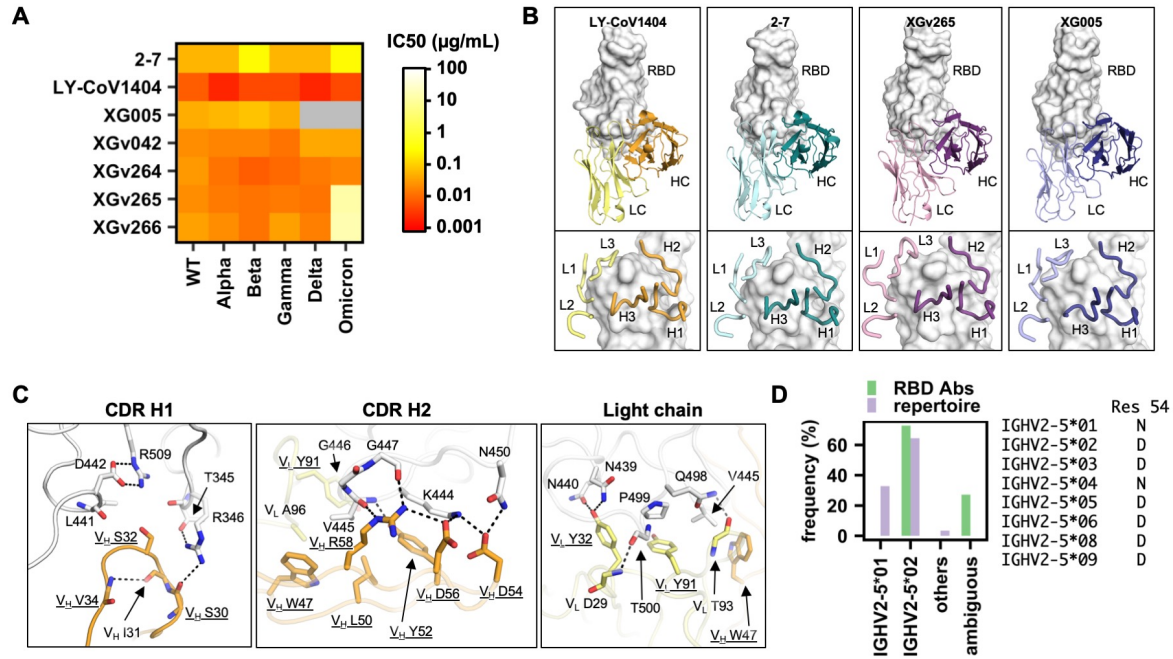 A
IC50 (µg/mL)
2-7
LY-CoV1404
XG005
XGv042
XGv264
XGv265
XGv266
100
10
1
0.1
0.01
0.001
WT
Alpha
Beta
Gamma
Delta
Omicron
B
LY-CoV1404
RBD
HC
LC
L3
H2
L1
L2
H3
H1
2-7
RBD
HC
LC
L3
H2
L1
L2
H3
H1
XGv265
RBD
HC
LC
L3
H2
L1
L2
H3
H1
XG005
RBD
HC
LC
L3
H2
L1
L2
H3
H1
C
CDR H1
D442
R509
T345
L441
R346
VH S32
VH V34
VH I31
VH S30
CDR H2
G446
G447
N450
VL Y91
K444
VL A96
V445
VH R58
VH D56
VH D54
VH W47
VH L50
VH Y52
Light chain
N439
Q498
N440
P499
V445
VL Y32
VL Y91
VL D29
T500
VL T93
VH W47
D
RBD Abs
repertoire
frequency (%)
60
40
20
0
IGHV2-5*01
IGHV2-5*02
others
ambiguous
Res 54
IGHV2-5*01 N
IGHV2-5*02 D
IGHV2-5*03 D
IGHV2-5*04 N
IGHV2-5*05 D
IGHV2-5*06 D
IGHV2-5*08 D
IGHV2-5*09 D